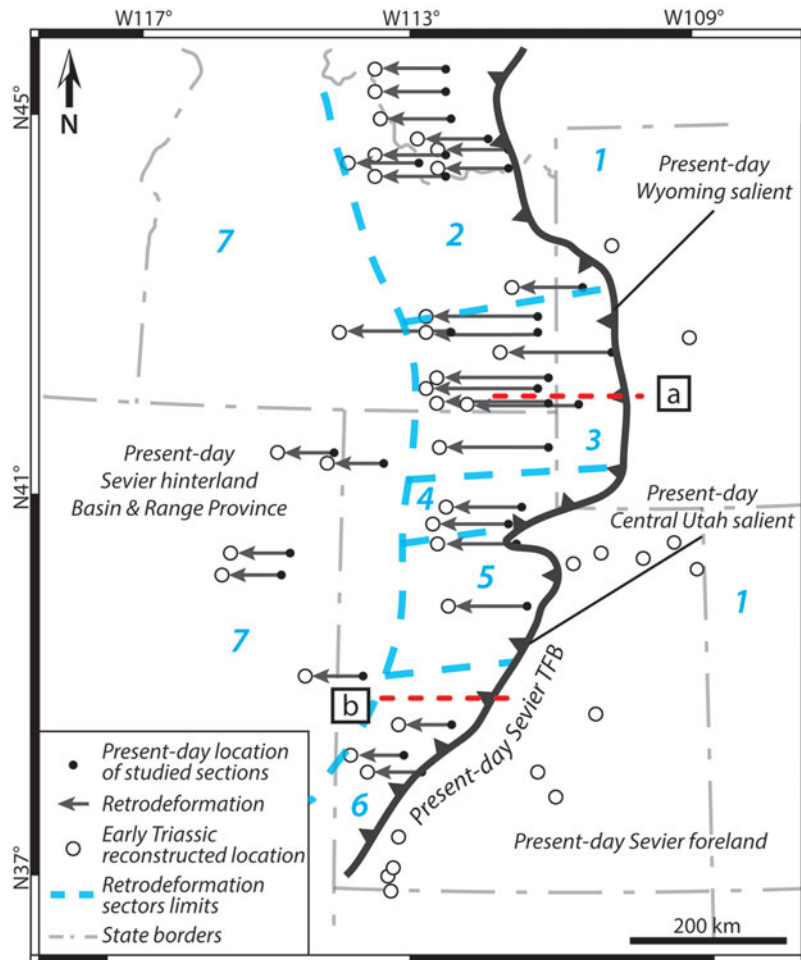 W117°
W113°
W109°
N45°
N
1
Present-day
Wyoming salient
2
7
a
3
Present-day
Sevier hinterland
Basin & Range Province
N41°
4
Present-day
Central Utah salient
5
1
7
b
Present-day Sevier TFB
6
Present-day Sevier foreland
N37°
Present-day location
of studied sections
Retrodeformation
Early Triassic
reconstructed location
Retrodeformation
sectors limits
State borders
200 km